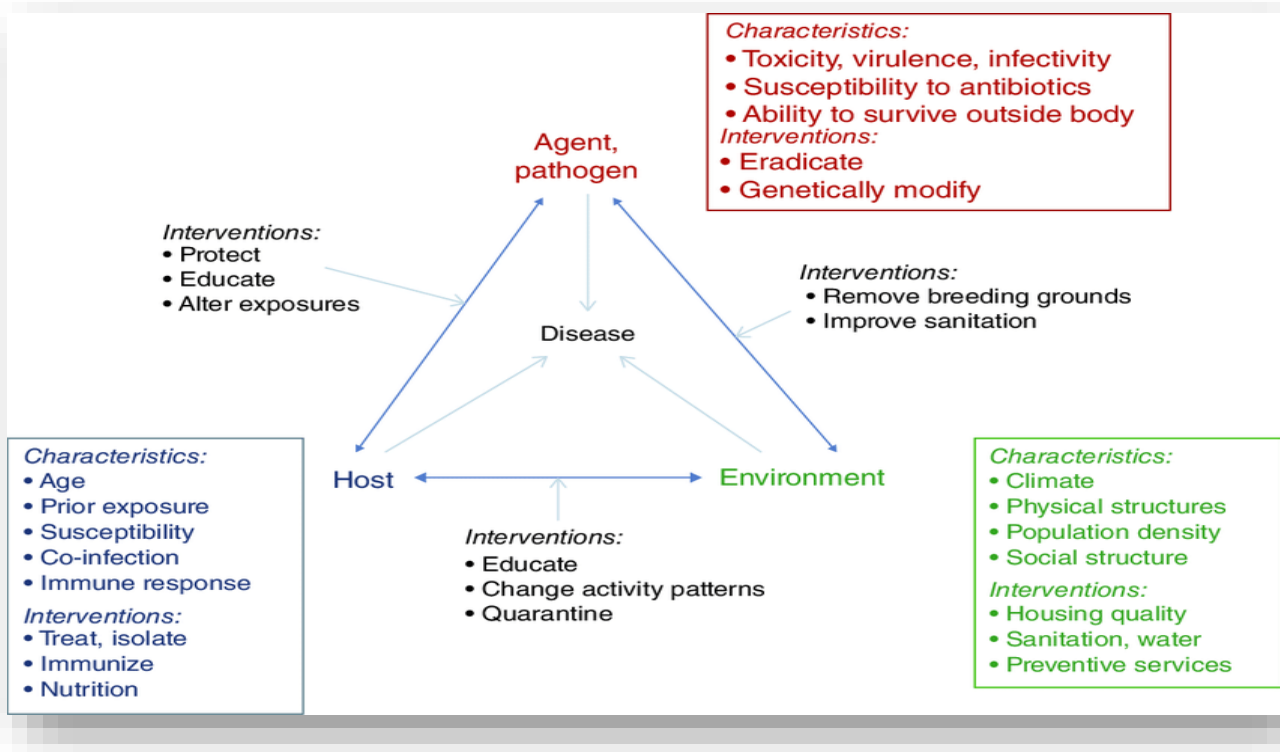 Characteristics:
• Toxicity, virulence, infectivity
• Susceptibility to antibiotics
• Ability to survive outside body
Interventions:
• Eradicate
• Genetically modify
Agent,
pathogen
Interventions:
• Protect
• Educate
• Alter exposures
Interventions:
• Remove breeding grounds
• Improve sanitation
Disease
Host
Environment
Characteristics:
• Age
• Prior exposure
• Susceptibility
• Co-infection
• Immune response
Interventions:
• Treat, isolate
• Immunize
• Nutrition
Interventions:
• Educate
• Change activity patterns
• Quarantine
Characteristics:
• Climate
• Physical structures
• Population density
• Social structure
Interventions:
• Housing quality
• Sanitation, water
• Preventive services